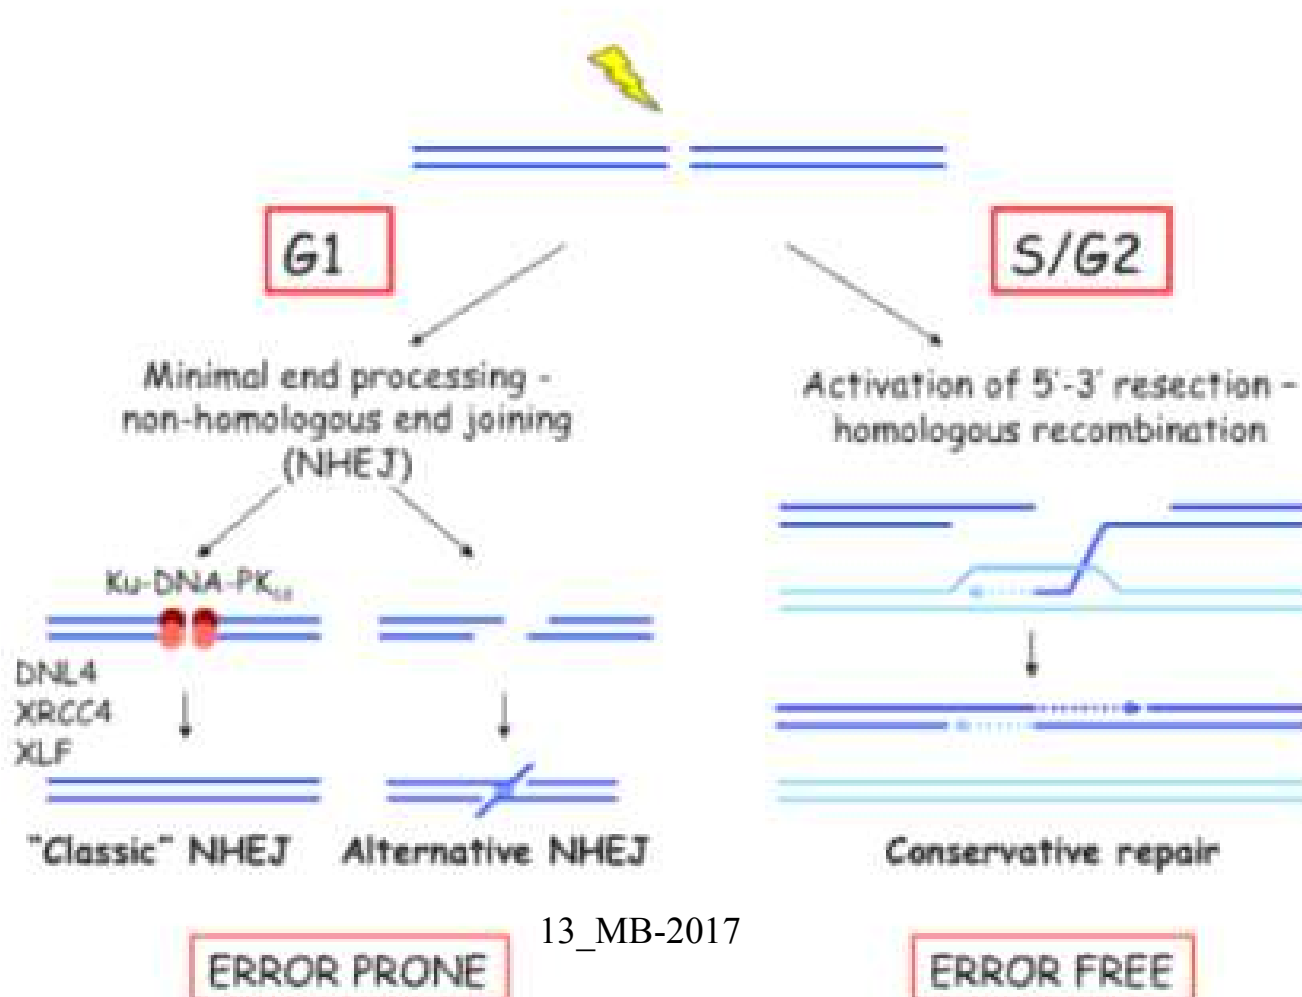 G1
S/G2
Minimal end processing -
non-homologous end joining
(NHEJ)
Activation of 5'-3' resection –
homologous recombination
Ku-DNA-PKcs
DNL4
XRCC4
XLF
"Classic" NHEJ
Alternative NHEJ
Conservative repair
13_MB-2017
ERROR PRONE
ERROR FREE